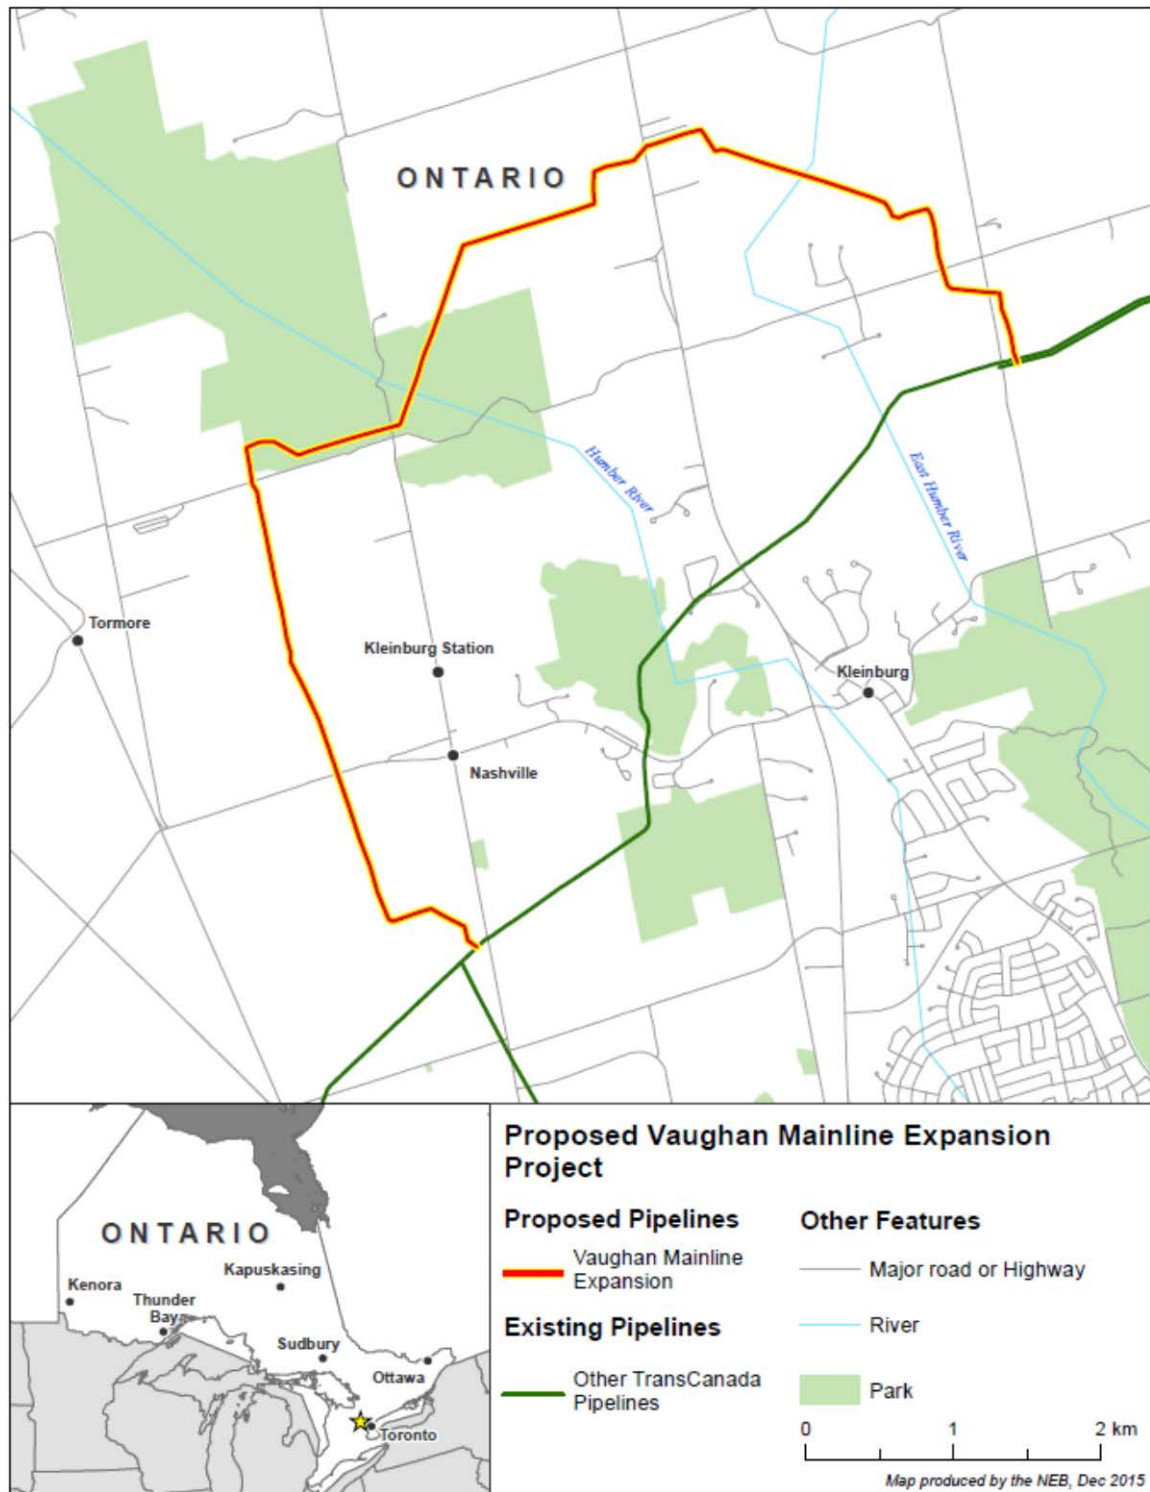 ONTARIO
Humber River
East Humber River
Tormore
Kleinburg Station
Kleinburg
Nashville
ONTARIO
Kenora
Kapuskasing
Thunder
Bay
Sudbury
Ottawa
Toronto
Proposed Vaughan Mainline Expansion
Project
Proposed Pipelines
Vaughan Mainline
Expansion
Existing Pipelines
Other TransCanada
Pipelines
Other Features
Major road or Highway
River
Park
0 1 2 km
Map produced by the NEB, Dec 2015